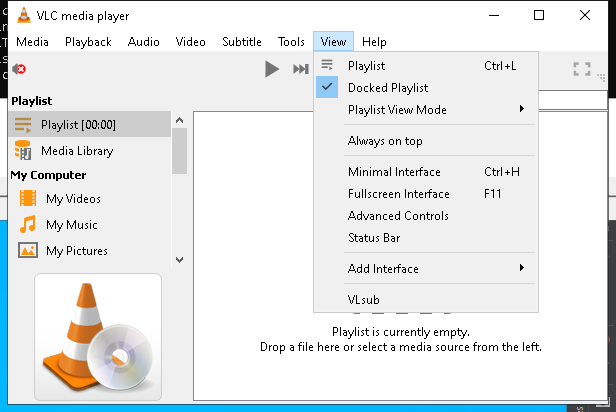 VLC media player
Media Playback Audio Video Subtitle Tools View Help
Playlist Ctrl+L
Docked Playlist
Playlist View Mode
Always on top
Minimal Interface Ctrl+H
Fullscreen Interface F11
Advanced Controls
Status Bar
Add Interface
VLsub
Playlist
Playlist [00:00]
Media Library
My Computer
My Videos
My Music
My Pictures
Playlist is currently empty.
Drop a file here or select a media source from the left.